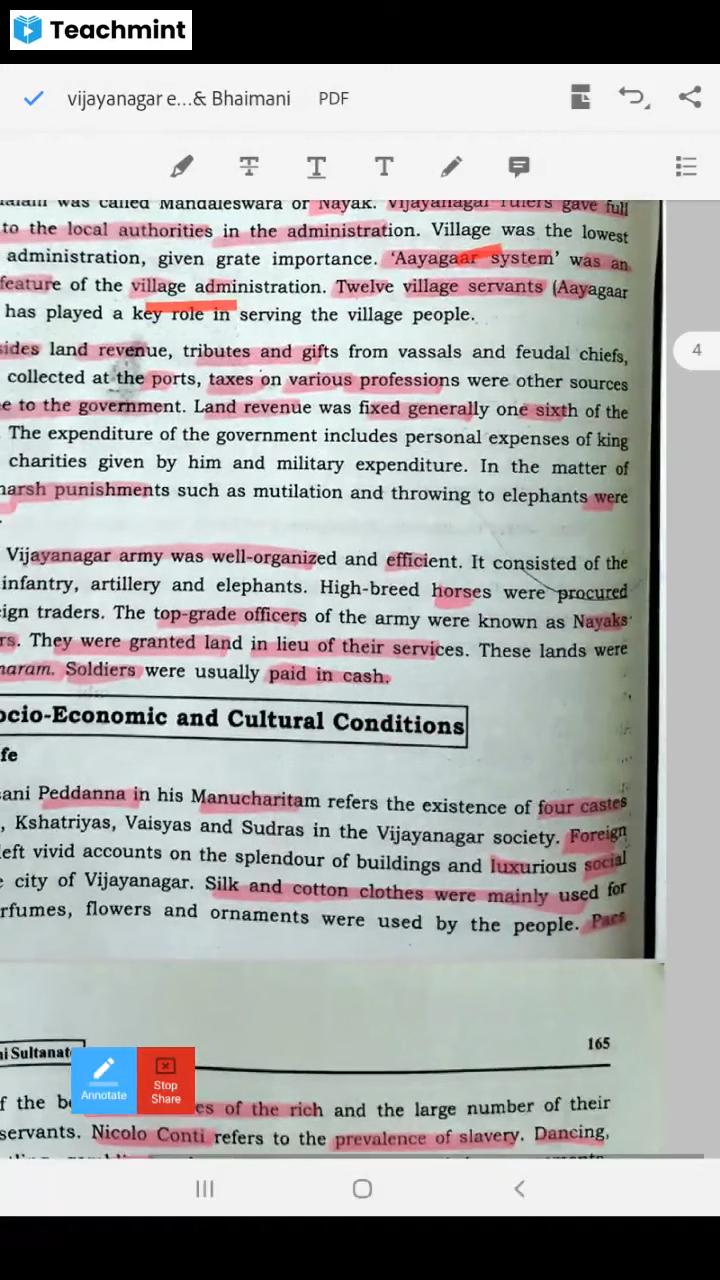 Teachmint
vijayanagar e...& Bhaimani PDF
was called Mandaleswara or Nayak. Vijayanagar rulers gave full
to the local authorities in the administration. Village was the lowest
administration, given grate importance. 'Aayagaar system' was an
feature of the village administration. Twelve village servants (Aayagaar
has played a key role in serving the village people.
4
sides land revenue, tributes and gifts from vassals and feudal chiefs,
collected at the ports, taxes on various professions were other sources
e to the government. Land revenue was fixed generally one sixth of the
The expenditure of the government includes personal expenses of king
charities given by him and military expenditure. In the matter of
harsh punishments such as mutilation and throwing to elephants were
Vijayanagar army was well-organized and efficient. It consisted of the
infantry, artillery and elephants. High-breed horses were procured
ign traders. The top-grade officers of the army were known as Nayaks
rs. They were granted land in lieu of their services. These lands were
naram. Soldiers were usually paid in cash.
ocio-Economic and Cultural Conditions
fe
ani Peddanna in his Manucharitam refers the existence of four castes
, Kshatriyas, Vaisyas and Sudras in the Vijayanagar society. Foreign
left vivid accounts on the splendour of buildings and luxurious social
e city of Vijayanagar. Silk and cotton clothes were mainly used for
rfumes, flowers and ornaments were used by the people. Paes
165
ni Sultanat
Annotate
Stop
Share
f the b es of the rich and the large number of their
servants. Nicolo Conti refers to the prevalence of slavery. Dancing,